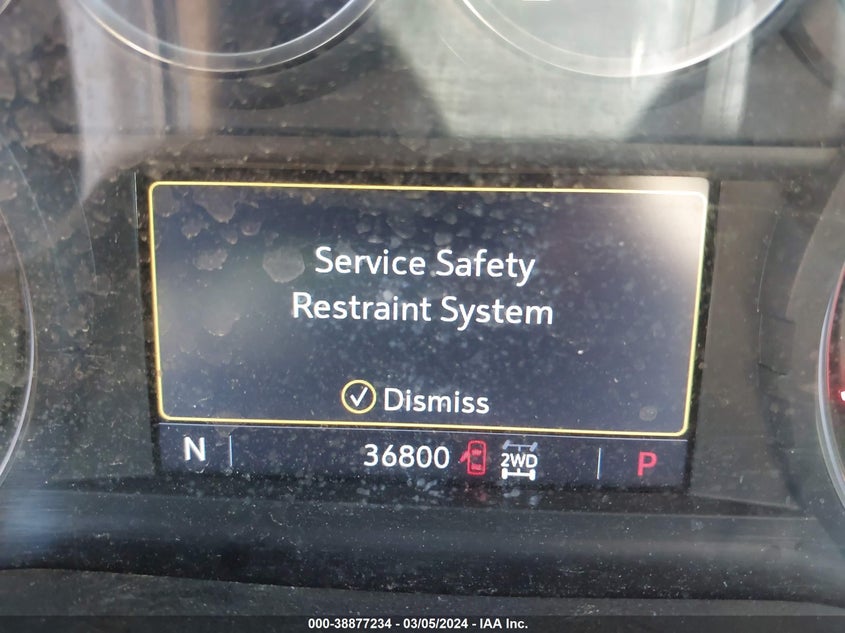 Service Safety
Restraint System
Dismiss
N 36800 2WD P
000-38877234 - 03/05/2024 - IAA Inc.